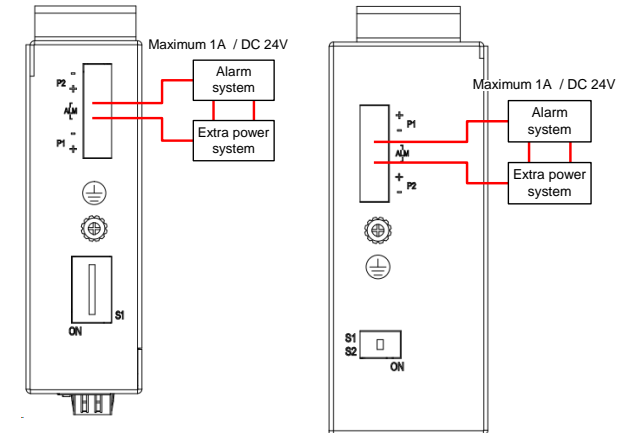 Maximum 1A / DC 24V
Alarm
system
Extra power
system
-
P2
+
ALM
-
P1
+
S1
ON
Maximum 1A / DC 24V
Alarm
system
Extra power
system
+
P1
-
ALM
+
P2
-
S1
S2
ON